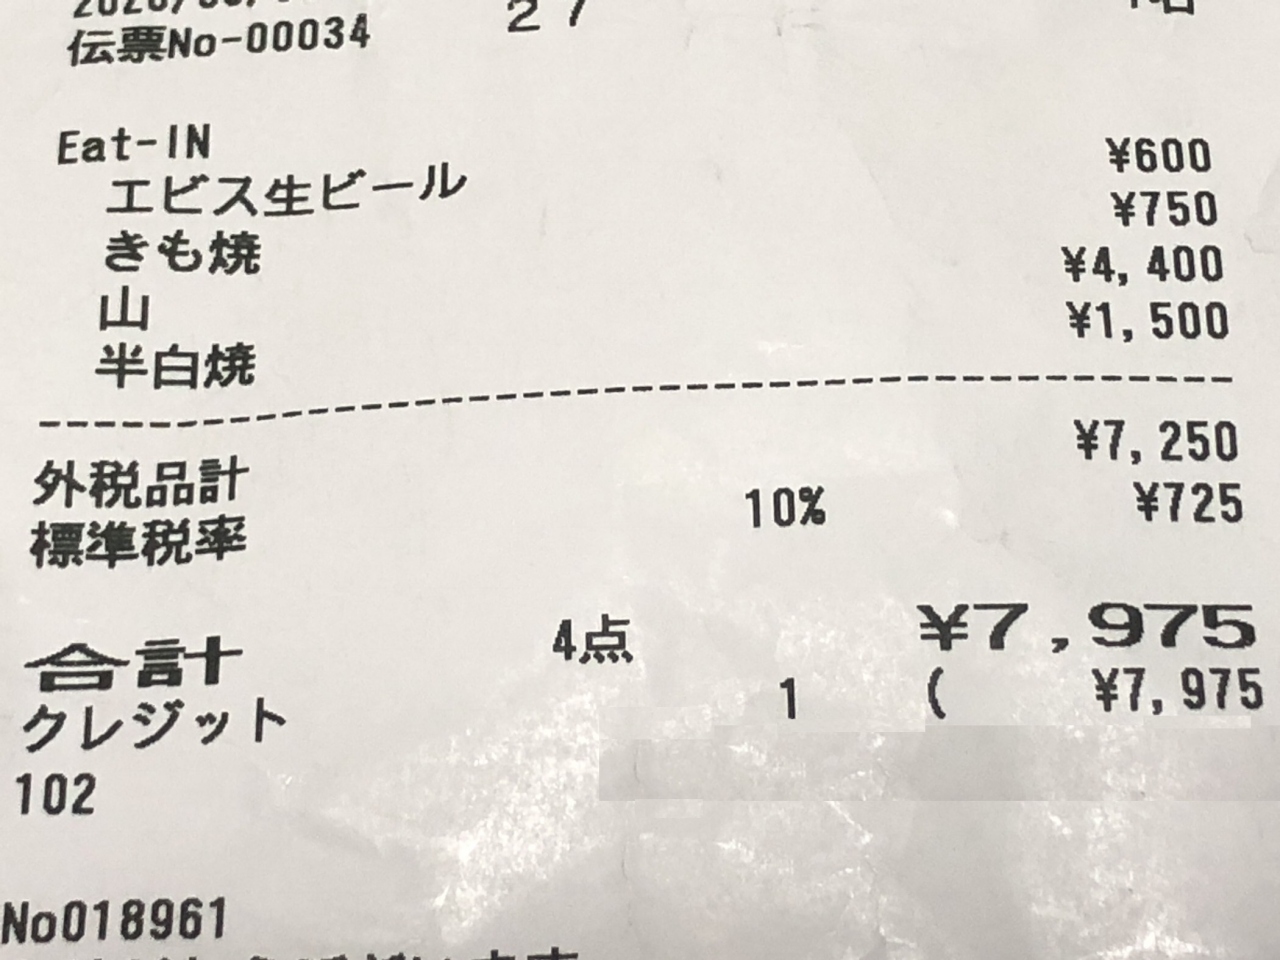 伝票No-00034 27
Eat-IN
エビス生ビール ¥600
きも焼 ¥750
山 ¥4,400
半白焼 ¥1,500
外税品計 ¥7,250
標準税率 10% ¥725
合計 4点 ¥7,975
クレジット 1 ( ¥7,975
102
No018961